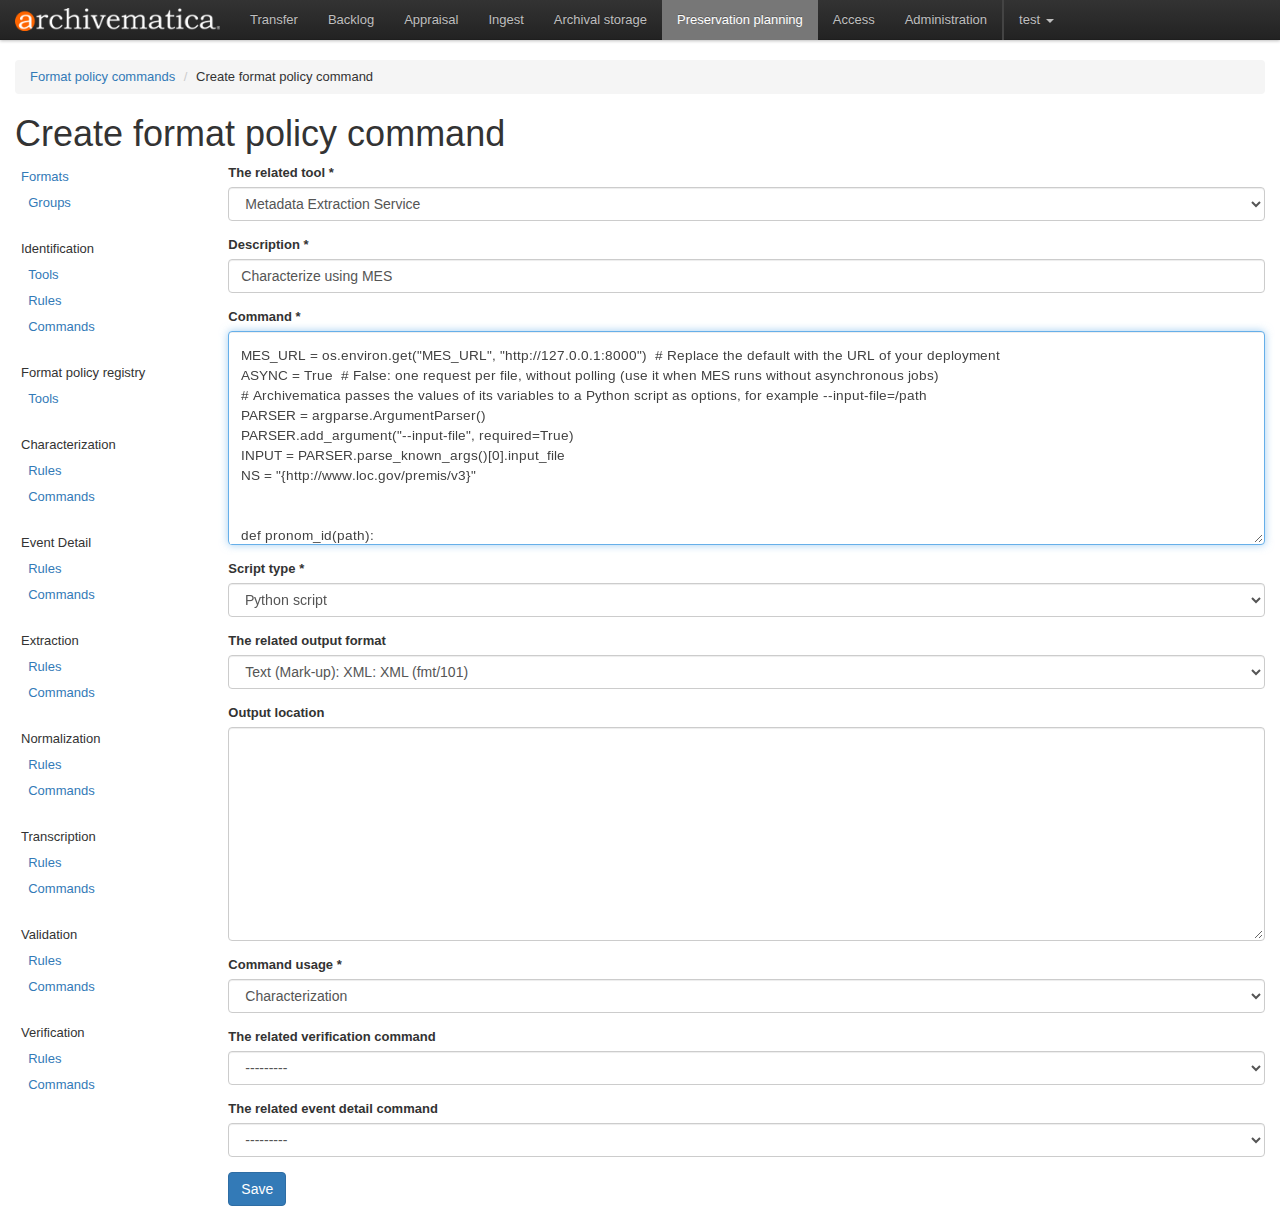 archivematica.
Transfer
Backlog
Appraisal
Ingest
Archival storage
Preservation planning
Access
Administration
test
Format policy commands / Create format policy command
Create format policy command
Formats
Groups
Identification
Tools
Rules
Commands
Format policy registry
Tools
Characterization
Rules
Commands
Event Detail
Rules
Commands
Extraction
Rules
Commands
Normalization
Rules
Commands
Transcription
Rules
Commands
Validation
Rules
Commands
Verification
Rules
Commands
The related tool *
Metadata Extraction Service
Description *
Characterize using MES
Command *
MES_URL = os.environ.get("MES_URL", "http://127.0.0.1:8000")  # Replace the default with the URL of your deployment
ASYNC = True  # False: one request per file, without polling (use it when MES runs without asynchronous jobs)
# Archivematica passes the values of its variables to a Python script as options, for example --input-file=/path
PARSER = argparse.ArgumentParser()
PARSER.add_argument("--input-file", required=True)
INPUT = PARSER.parse_known_args()[0].input_file
NS = "{http://www.loc.gov/premis/v3}"
def pronom_id(path):
Script type *
Python script
The related output format
Text (Mark-up): XML: XML (fmt/101)
Output location
Command usage *
Characterization
The related verification command
---------
The related event detail command
---------
Save